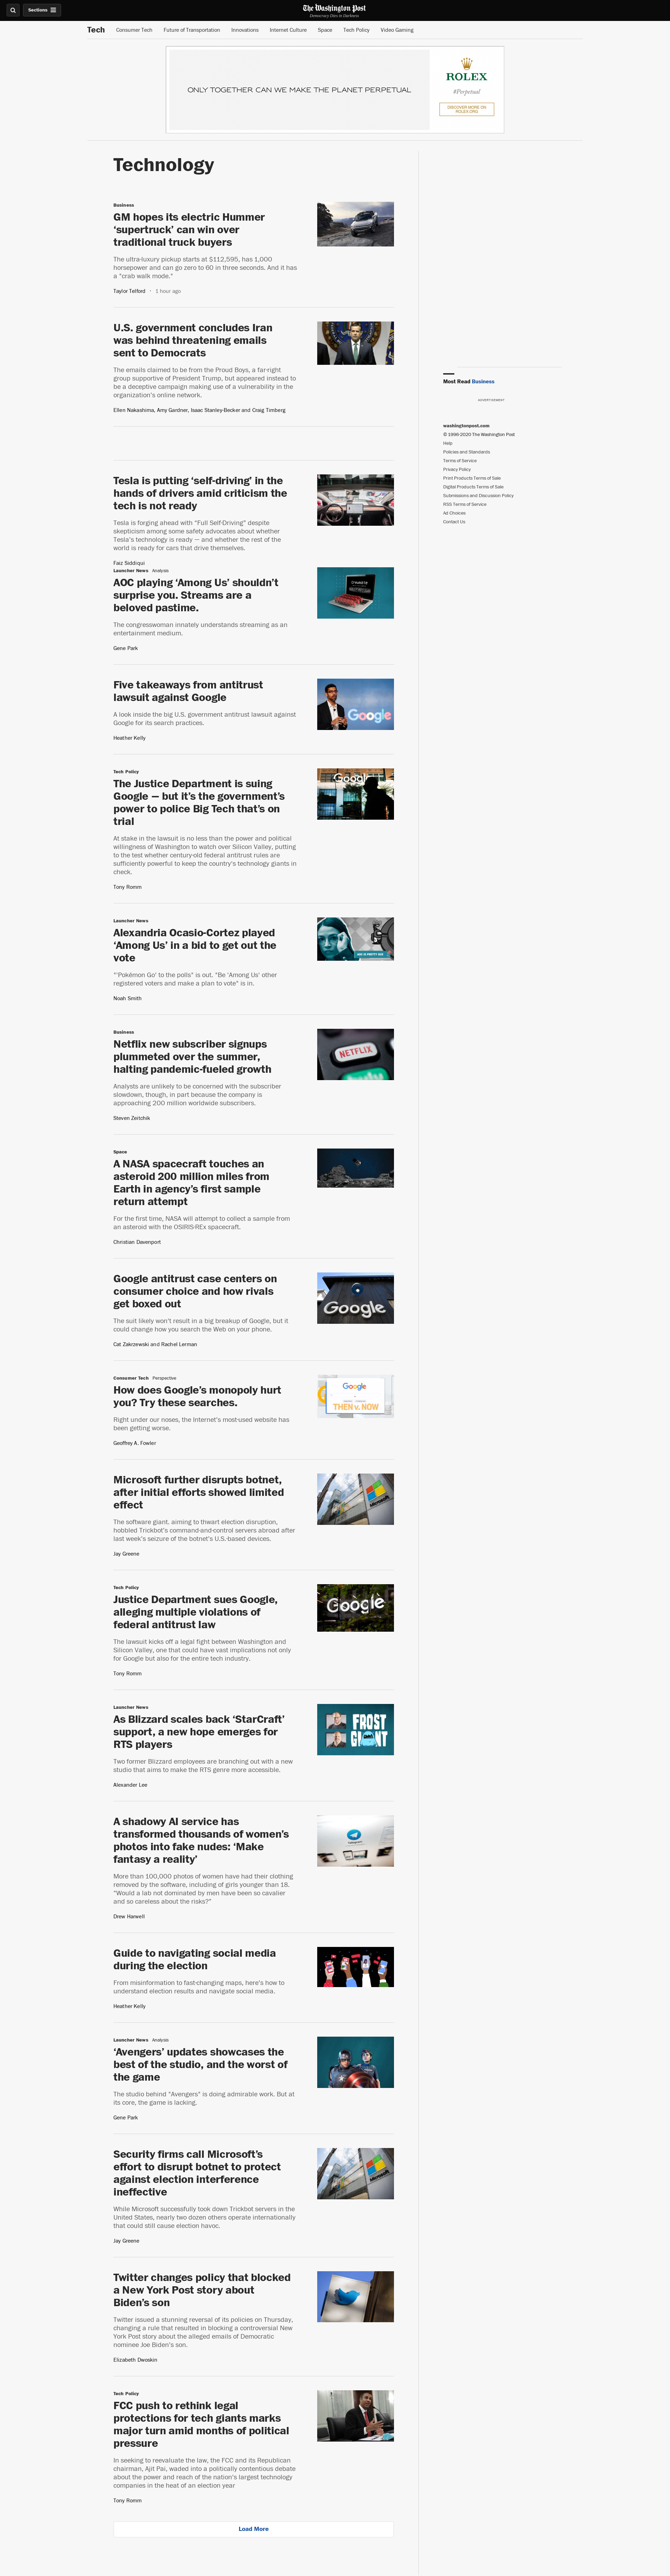 Sections
The Washington Post
Democracy Dies in Darkness
Tech
Consumer Tech
Future of Transportation
Innovations
Internet Culture
Space
Tech Policy
Video Gaming
ONLY TOGETHER CAN WE MAKE THE PLANET PERPETUAL
ROLEX
#Perpetual
DISCOVER MORE ON
ROLEX.ORG
Technology
Business
GM hopes its electric Hummer
‘supertruck’ can win over
traditional truck buyers
The ultra-luxury pickup starts at $112,595, has 1,000
horsepower and can go zero to 60 in three seconds. And it has
a "crab walk mode."
Taylor Telford · 1 hour ago
U.S. government concludes Iran
was behind threatening emails
sent to Democrats
The emails claimed to be from the Proud Boys, a far-right
group supportive of President Trump, but appeared instead to
be a deceptive campaign making use of a vulnerability in the
organization’s online network.
Ellen Nakashima, Amy Gardner, Isaac Stanley-Becker and Craig Timberg
Tesla is putting ‘self-driving’ in the
hands of drivers amid criticism the
tech is not ready
Tesla is forging ahead with “Full Self-Driving” despite
skepticism among some safety advocates about whether
Tesla’s technology is ready — and whether the rest of the
world is ready for cars that drive themselves.
Faiz Siddiqui
Launcher News Analysis
AOC playing ‘Among Us’ shouldn’t
surprise you. Streams are a
beloved pastime.
The congresswoman innately understands streaming as an
entertainment medium.
Gene Park
Five takeaways from antitrust
lawsuit against Google
A look inside the big U.S. government antitrust lawsuit against
Google for its search practices.
Heather Kelly
Google
Tech Policy
The Justice Department is suing
Google — but it’s the government’s
power to police Big Tech that’s on
trial
At stake in the lawsuit is no less than the power and political
willingness of Washington to watch over Silicon Valley, putting
to the test whether century-old federal antitrust rules are
sufficiently powerful to keep the country's technology giants in
check.
Tony Romm
Google
Launcher News
Alexandria Ocasio-Cortez played
‘Among Us’ in a bid to get out the
vote
"'Pokémon Go' to the polls" is out. "Be 'Among Us' other
registered voters and make a plan to vote" is in.
Noah Smith
Business
Netflix new subscriber signups
plummeted over the summer,
halting pandemic-fueled growth
Analysts are unlikely to be concerned with the subscriber
slowdown, though, in part because the company is
approaching 200 million worldwide subscribers.
Steven Zeitchik
NETFLIX
Space
A NASA spacecraft touches an
asteroid 200 million miles from
Earth in agency’s first sample
return attempt
For the first time, NASA will attempt to collect a sample from
an asteroid with the OSIRIS-REx spacecraft.
Christian Davenport
Google antitrust case centers on
consumer choice and how rivals
get boxed out
The suit likely won’t result in a big breakup of Google, but it
could change how you search the Web on your phone.
Cat Zakrzewski and Rachel Lerman
Google
Consumer Tech Perspective
How does Google’s monopoly hurt
you? Try these searches.
Right under our noses, the Internet’s most-used website has
been getting worse.
Geoffrey A. Fowler
Google
THEN v. NOW
Microsoft further disrupts botnet,
after initial efforts showed limited
effect
The software giant. aiming to thwart election disruption,
hobbled Trickbot’s command-and-control servers abroad after
last week’s seizure of the botnet’s U.S.-based devices.
Jay Greene
Microsoft
Tech Policy
Justice Department sues Google,
alleging multiple violations of
federal antitrust law
The lawsuit kicks off a legal fight between Washington and
Silicon Valley, one that could have vast implications not only
for Google but also for the entire tech industry.
Tony Romm
Google
Launcher News
As Blizzard scales back ‘StarCraft’
support, a new hope emerges for
RTS players
Two former Blizzard employees are branching out with a new
studio that aims to make the RTS genre more accessible.
Alexander Lee
FROST
GIANT
A shadowy AI service has
transformed thousands of women’s
photos into fake nudes: ‘Make
fantasy a reality’
More than 100,000 photos of women have had their clothing
removed by the software, including of girls younger than 18.
“Would a lab not dominated by men have been so cavalier
and so careless about the risks?”
Drew Harwell
Guide to navigating social media
during the election
From misinformation to fast-changing maps, here’s how to
understand election results and navigate social media.
Heather Kelly
Launcher News Analysis
‘Avengers’ updates showcases the
best of the studio, and the worst of
the game
The studio behind "Avengers" is doing admirable work. But at
its core, the game is lacking.
Gene Park
Security firms call Microsoft’s
effort to disrupt botnet to protect
against election interference
ineffective
While Microsoft successfully took down Trickbot servers in the
United States, nearly two dozen others operate internationally
that could still cause election havoc.
Jay Greene
Microsoft
Twitter changes policy that blocked
a New York Post story about
Biden’s son
Twitter issued a stunning reversal of its policies on Thursday,
changing a rule that resulted in blocking a controversial New
York Post story about the alleged emails of Democratic
nominee Joe Biden’s son.
Elizabeth Dwoskin
Tech Policy
FCC push to rethink legal
protections for tech giants marks
major turn amid months of political
pressure
In seeking to reevaluate the law, the FCC and its Republican
chairman, Ajit Pai, waded into a politically contentious debate
about the power and reach of the nation's largest technology
companies in the heat of an election year
Tony Romm
Load More
Most Read Business
ADVERTISEMENT
washingtonpost.com
© 1996-2020 The Washington Post
Help
Policies and Standards
Terms of Service
Privacy Policy
Print Products Terms of Sale
Digital Products Terms of Sale
Submissions and Discussion Policy
RSS Terms of Service
Ad Choices
Contact Us